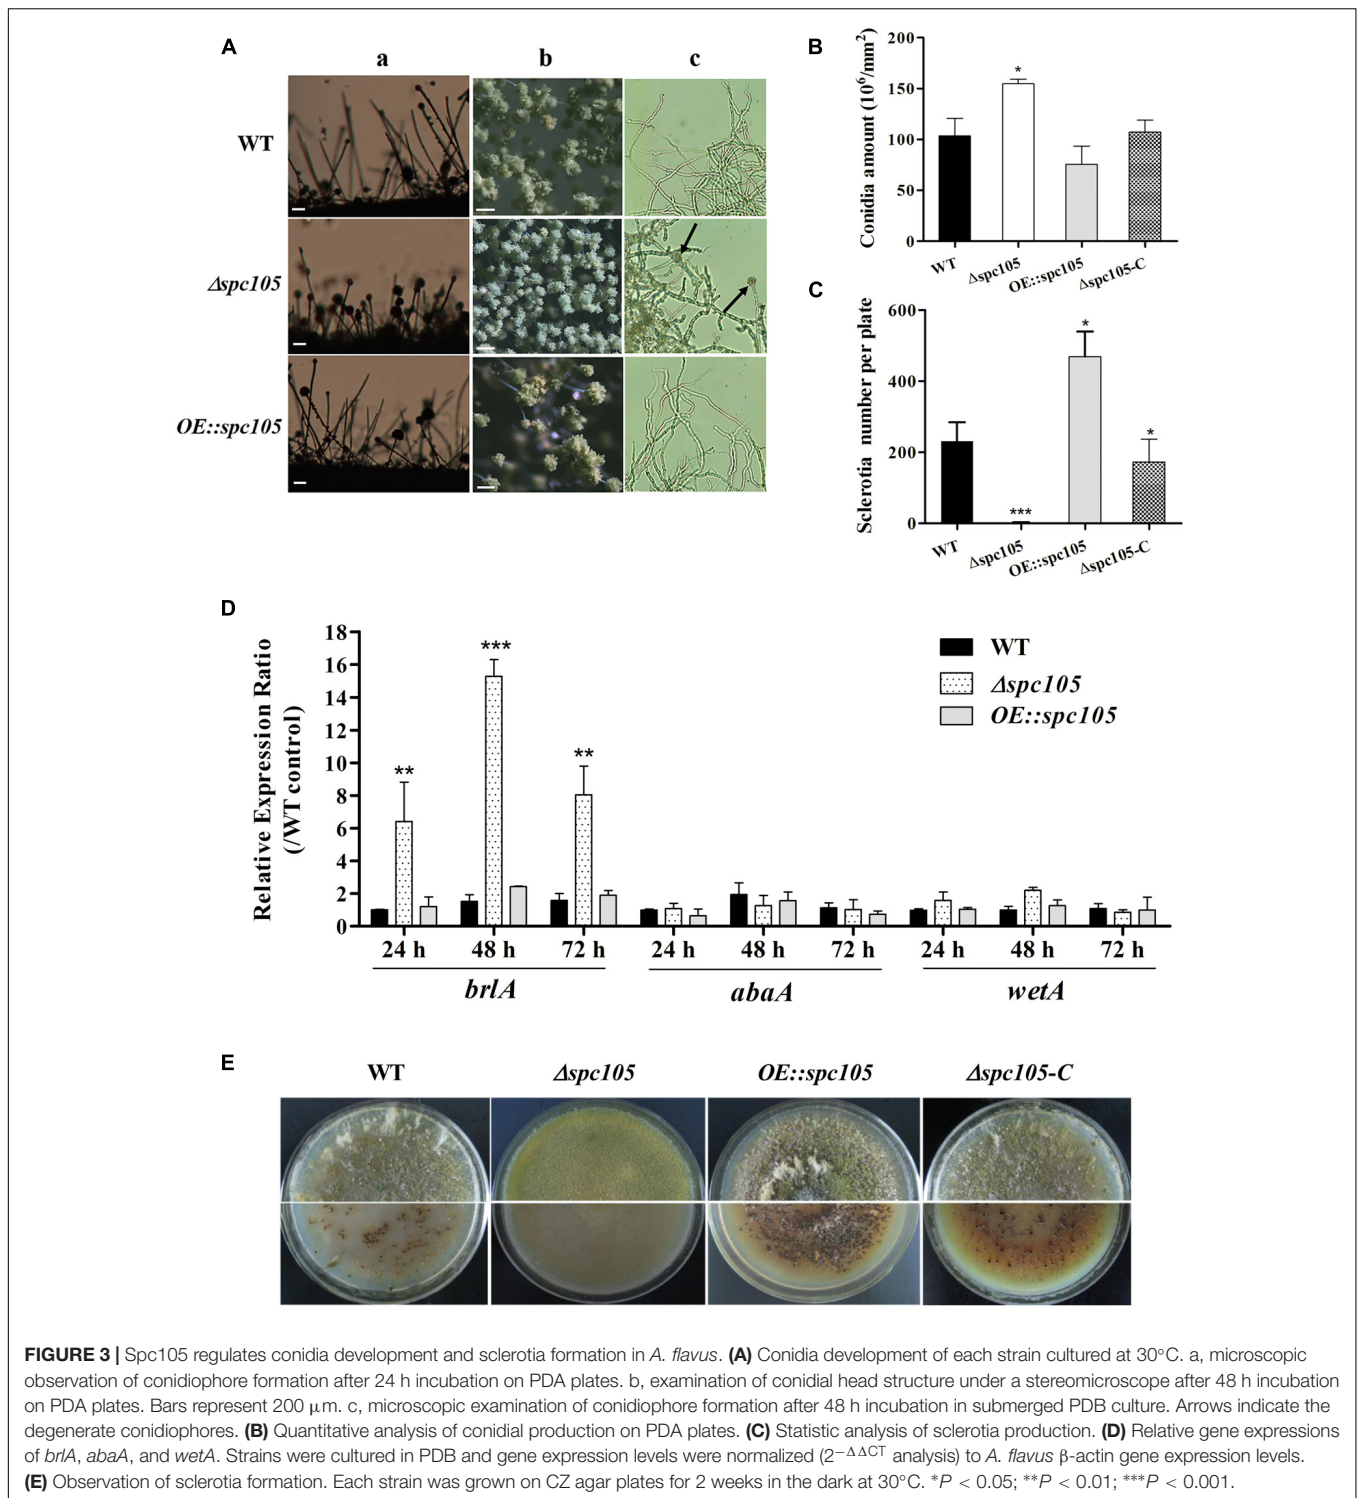 A
a b c
WT
Δspc105
OE::spc105
B
Conidia amount (10⁶/mm²)
200
150
100
50
0
*
WT Δspc105 OE::spc105 Δspc105-C
C
Sclerotia number per plate
600
400
200
0
*** * *
WT Δspc105 OE::spc105 Δspc105-C
D
Relative Expression Ratio
(/WT control)
18
16
14
12
10
8
6
4
2
0
** *** **
WT
Δspc105
OE::spc105
24 h 48 h 72 h 24 h 48 h 72 h 24 h 48 h 72 h
brlA abaA wetA
E
WT Δspc105 OE::spc105 Δspc105-C
FIGURE 3 | Spc105 regulates conidia development and sclerotia formation in A. flavus. (A) Conidia development of each strain cultured at 30°C. a, microscopic
observation of conidiophore formation after 24 h incubation on PDA plates. b, examination of conidial head structure under a stereomicroscope after 48 h incubation
on PDA plates. Bars represent 200 μm. c, microscopic examination of conidiophore formation after 48 h incubation in submerged PDB culture. Arrows indicate the
degenerate conidiophores. (B) Quantitative analysis of conidial production on PDA plates. (C) Statistic analysis of sclerotia production. (D) Relative gene expressions
of brlA, abaA, and wetA. Strains were cultured in PDB and gene expression levels were normalized (2⁻ΔΔCT analysis) to A. flavus β-actin gene expression levels.
(E) Observation of sclerotia formation. Each strain was grown on CZ agar plates for 2 weeks in the dark at 30°C. *P < 0.05; **P < 0.01; ***P < 0.001.